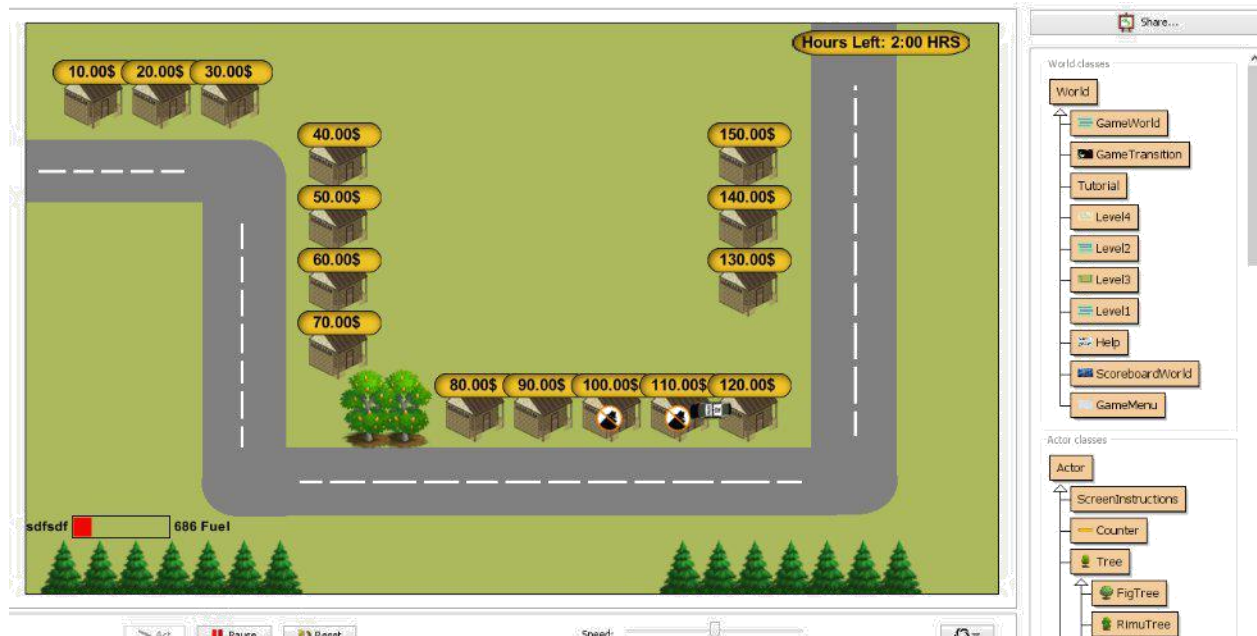 Share...
Hours Left: 2:00 HRS
10.00$ 20.00$ 30.00$
World classes
World
GameWorld
GameTransition
Tutorial
Level4
Level2
Level3
Level1
Help
ScoreboardWorld
GameMenu
40.00$
150.00$
50.00$
140.00$
60.00$
130.00$
70.00$
80.00$ 90.00$ 100.00$ 110.00$ 120.00$
Actor classes
Actor
ScreenInstructions
Counter
Tree
FigTree
RimuTree
sdfsdf 686 Fuel
Act Pause Reset Speed: